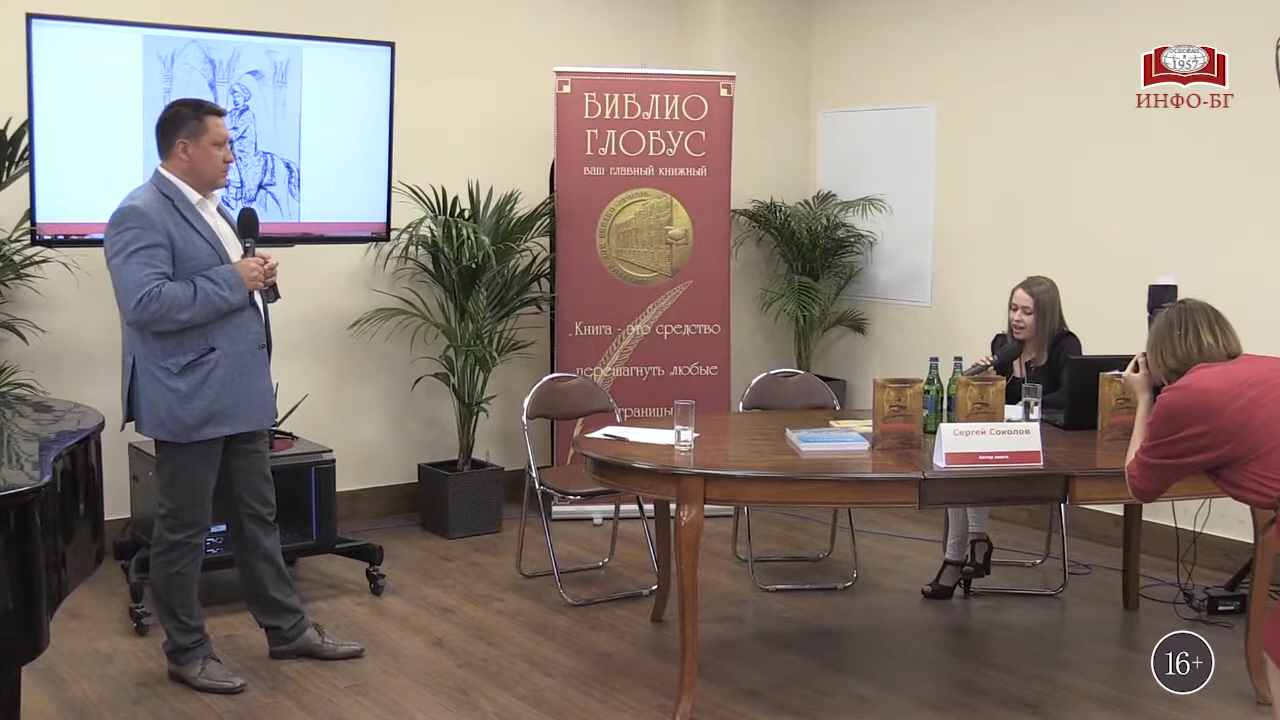 БИБЛИО
ГЛОБУС
ваш главный книжный
Книга - это средство
перешагнуть любые
границы
Сергей Соколов
Автор книги
ОСНОВАН
В
1957
ИНФО-БГ
16+